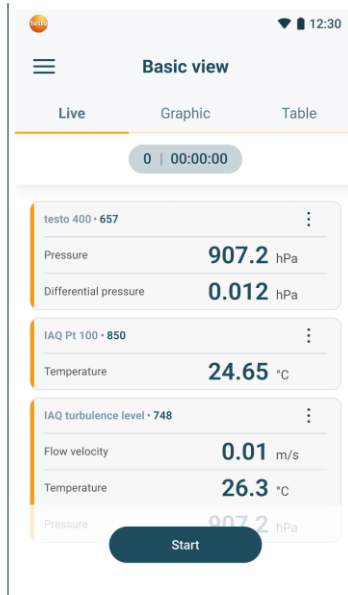 testo
12:30
Basic view
Live Graphic Table
0 | 00:00:00
testo 400 • 657
Pressure 907.2 hPa
Differential pressure 0.012 hPa
IAQ Pt 100 • 850
Temperature 24.65 °C
IAQ turbulence level • 748
Flow velocity 0.01 m/s
Temperature 26.3 °C
Pressure 907.2 hPa
Start